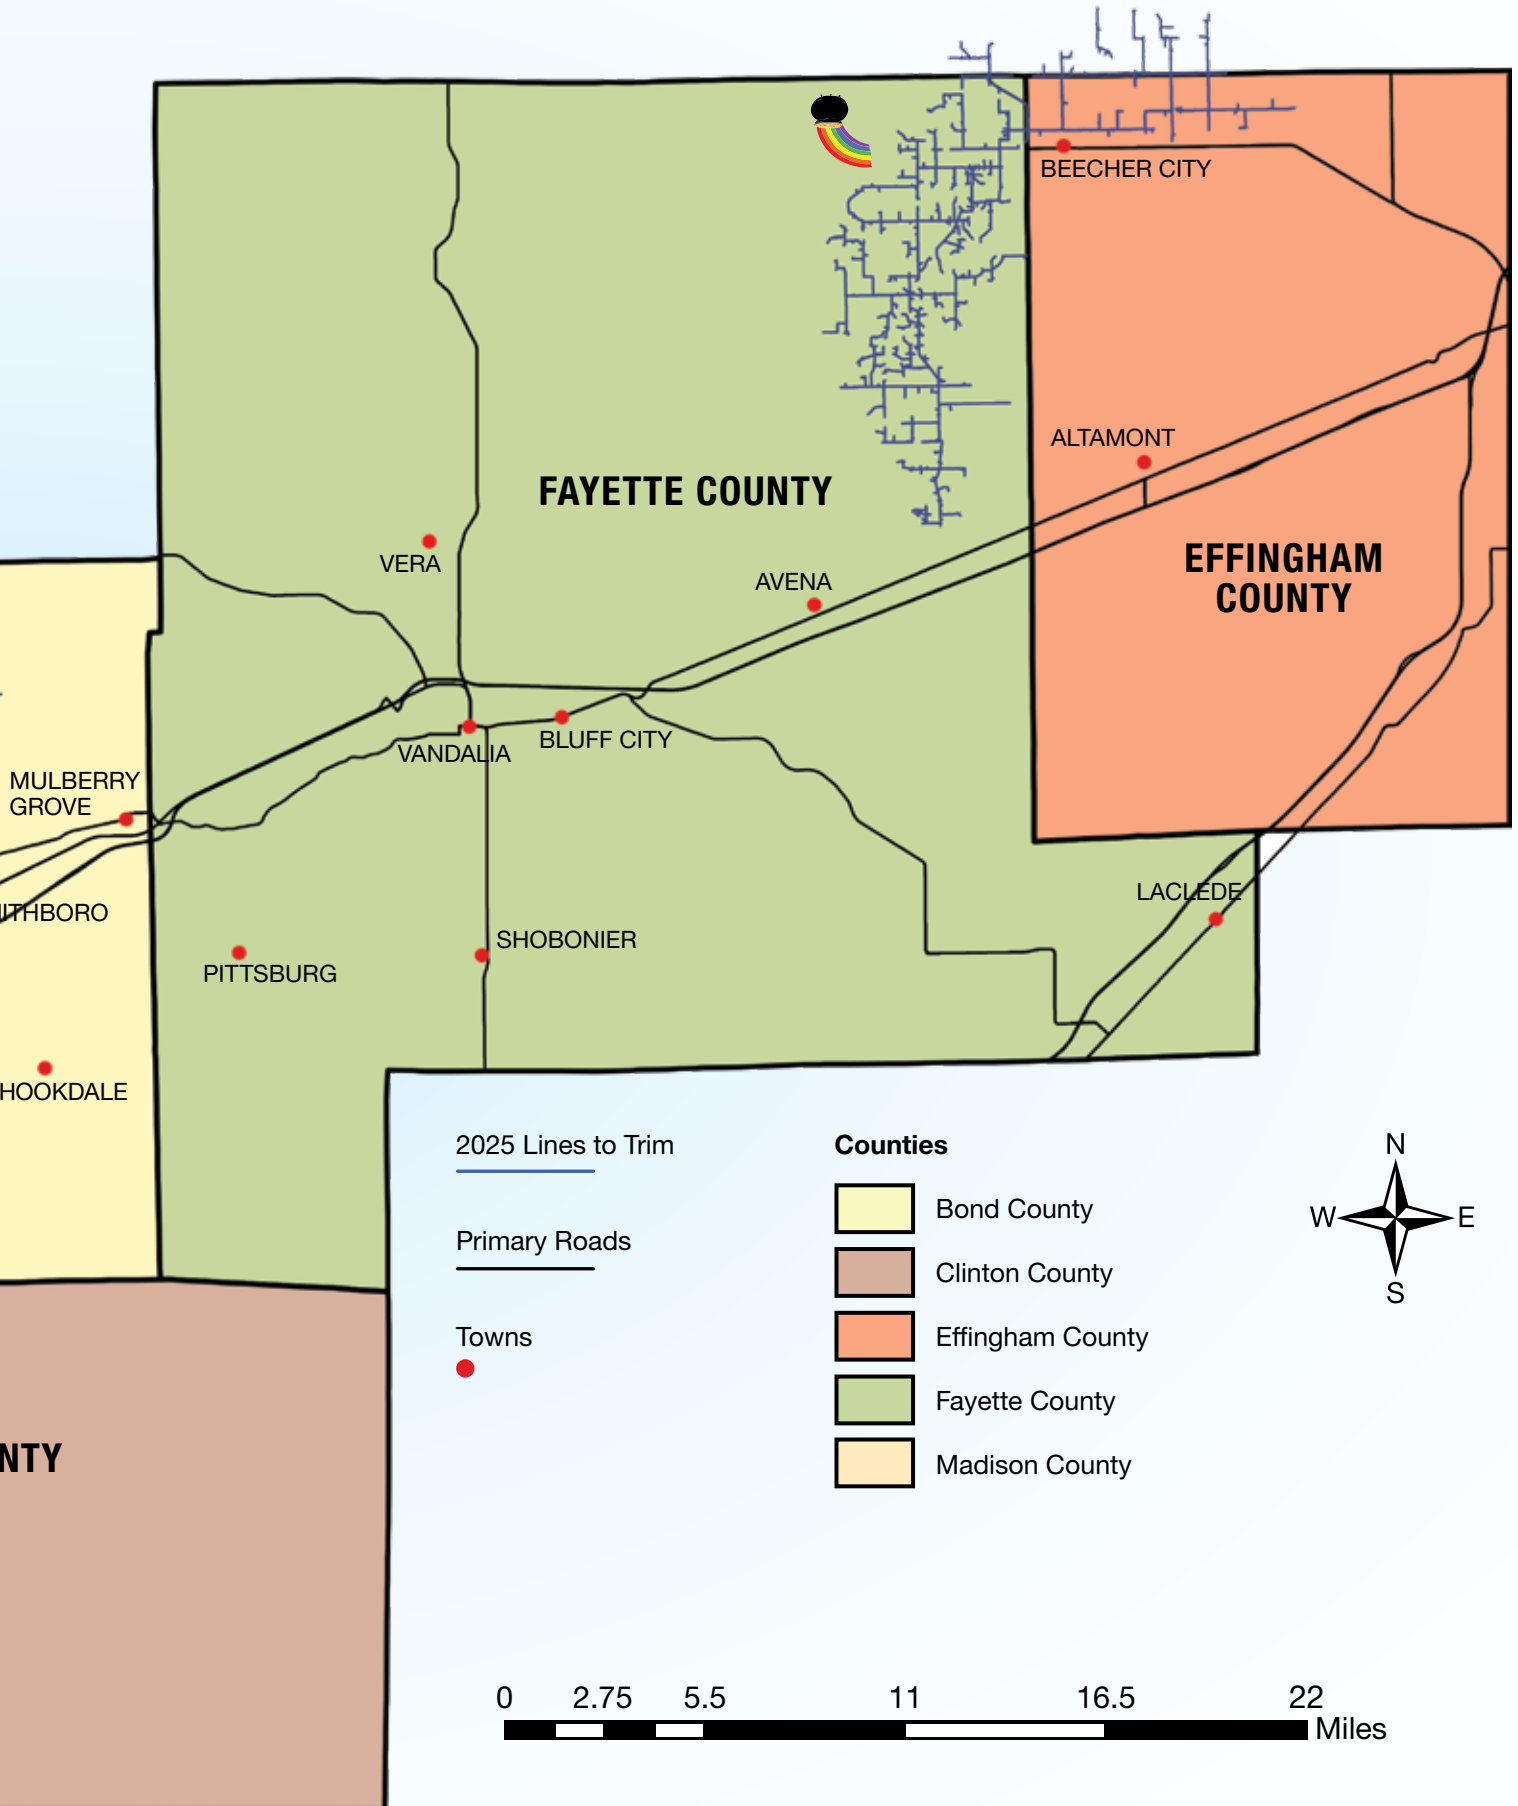 BEECHER CITY
ALTAMONT
FAYETTE COUNTY
VERA
AVENA
EFFINGHAM
COUNTY
VANDALIA
BLUFF CITY
MULBERRY
GROVE
ITHBORO
LACLEDE
SHOBONIER
PITTSBURG
HOOKDALE
2025 Lines to Trim
Primary Roads
Towns
Counties
Bond County
Clinton County
Effingham County
Fayette County
Madison County
N
W E
S
NTY
0 2.75 5.5 11 16.5 22
Miles